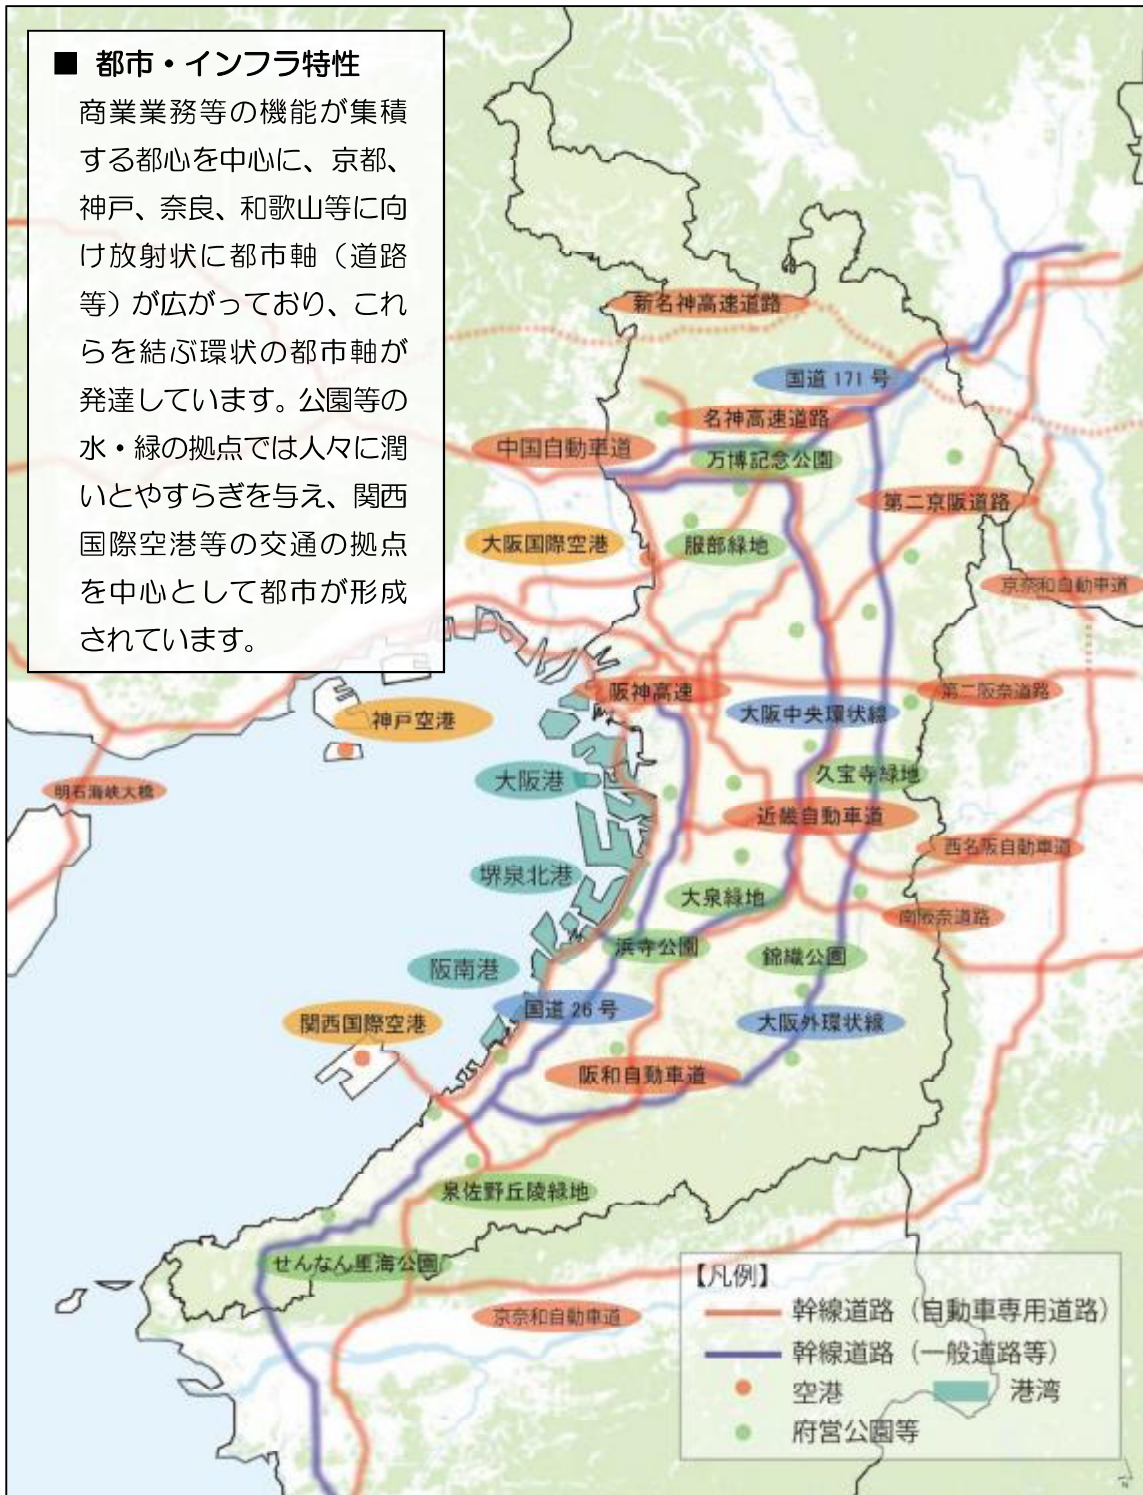 ■ 都市・インフラ特性
商業業務等の機能が集積
する都心を中心に、京都、
神戸、奈良、和歌山等に向
け放射状に都市軸（道路
等）が広がっており、これ
らを結ぶ環状の都市軸が
発達しています。公園等の
水・緑の拠点では人々に潤
いとやすらぎを与え、関西
国際空港等の交通の拠点
を中心として都市が形成
されています。
新名神高速道路
国道 171 号
名神高速道路
中国自動車道
万博記念公園
第二京阪道路
大阪国際空港
服部緑地
京奈和自動車道
阪神高速
第二阪奈道路
神戸空港
大阪中央環状線
大阪港
久宝寺緑地
明石海峡大橋
近畿自動車道
西名阪自動車道
堺泉北港
大泉緑地
南阪奈道路
浜寺公園
錦織公園
阪南港
国道 26 号
関西国際空港
大阪外環状線
阪和自動車道
泉佐野丘陵緑地
せんなん里海公園
京奈和自動車道
【凡例】
幹線道路（自動車専用道路）
幹線道路（一般道路等）
空港
港湾
府営公園等